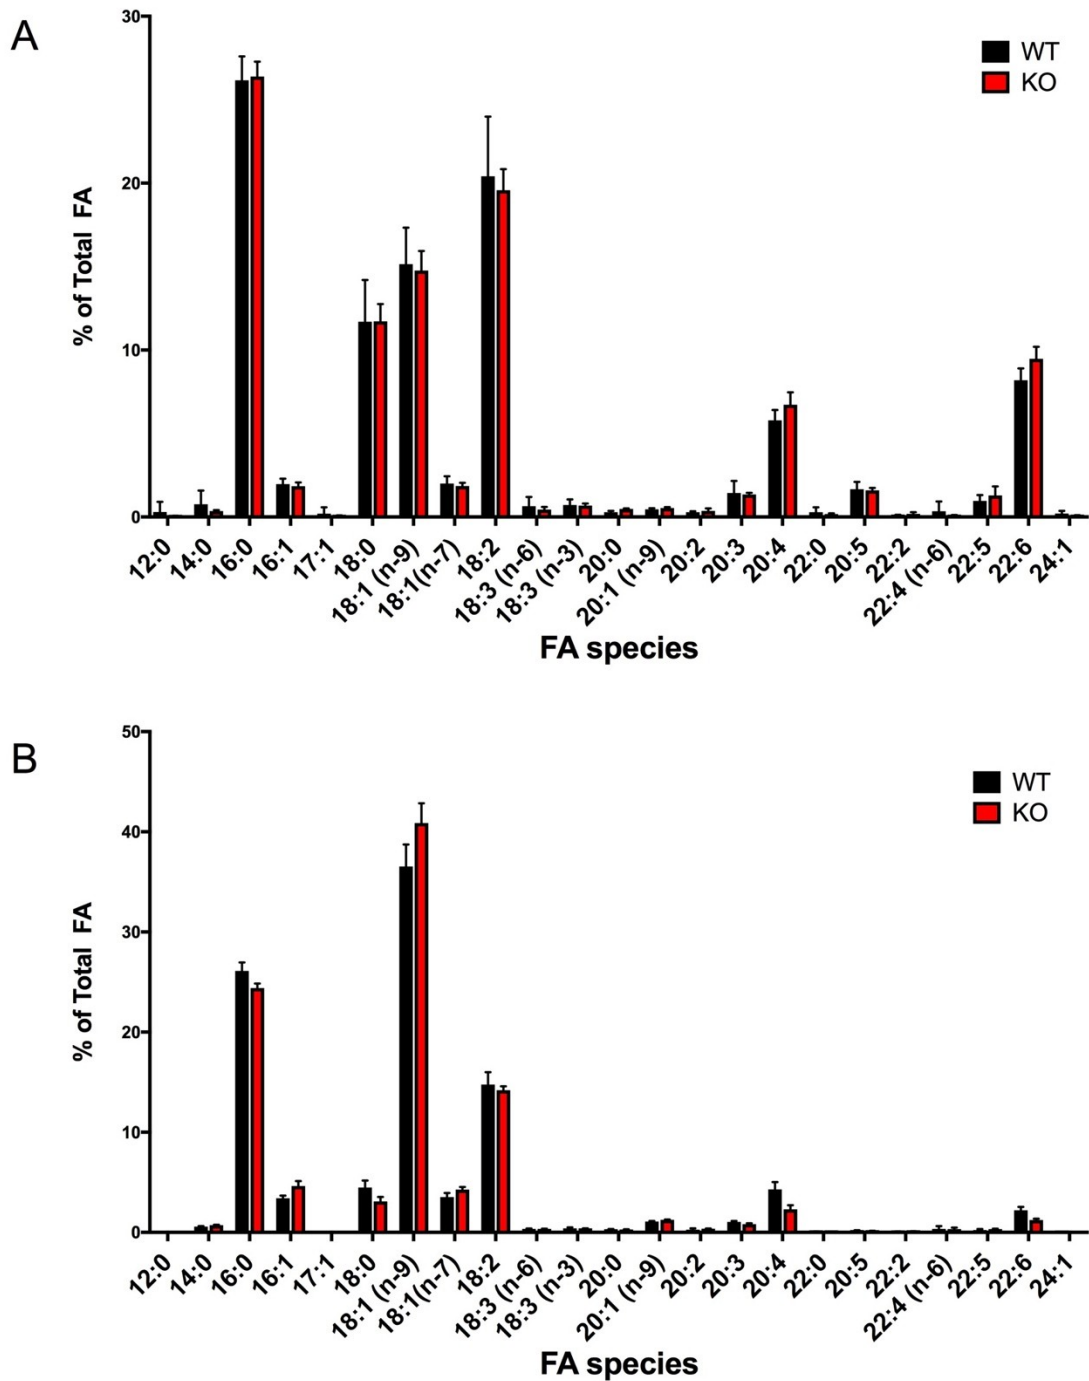 A
30
20
10
0
% of Total FA
WT
KO
12:0
14:0
16:0
16:1
17:1
18:0
18:1 (n-9)
18:1(n-7)
18:2
18:3 (n-6)
18:3 (n-3)
20:0
20:1 (n-9)
20:2
20:3
20:4
22:0
20:5
22:2
22:4 (n-6)
22:5
22:6
24:1
FA species
B
50
40
30
20
10
0
% of Total FA
WT
KO
12:0
14:0
16:0
16:1
17:1
18:0
18:1 (n-9)
18:1(n-7)
18:2
18:3 (n-6)
18:3 (n-3)
20:0
20:1 (n-9)
20:2
20:3
20:4
22:0
20:5
22:2
22:4 (n-6)
22:5
22:6
24:1
FA species